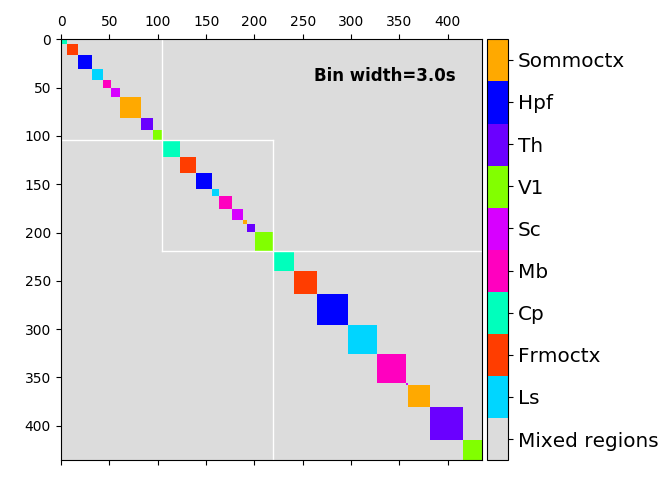 0 50 100 150 200 250 300 350 400
0
50
100
150
200
250
300
350
400
Bin width=3.0s
Sommoctx
Hpf
Th
V1
Sc
Mb
Cp
Frmoctx
Ls
Mixed regions